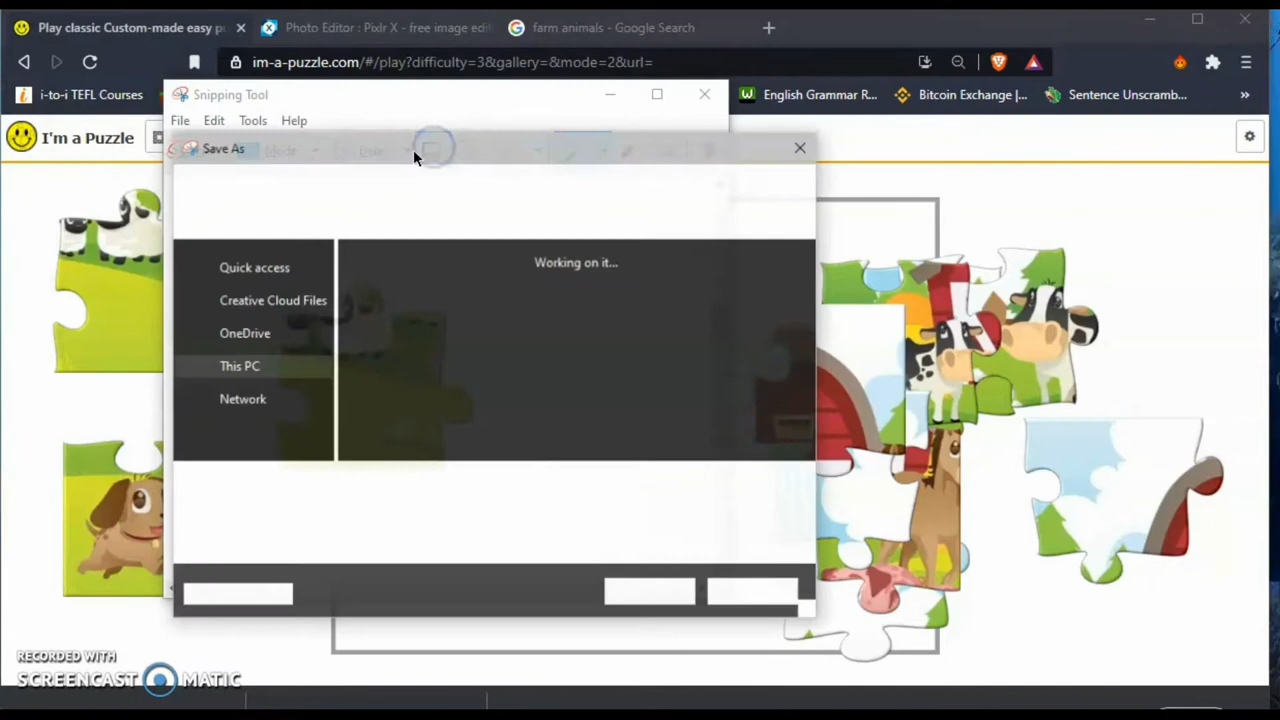 Play classic Custom-made easy pu
Photo Editor : Pixlr X - free image edi
farm animals - Google Search
im-a-puzzle.com/#/play?difficulty=3&gallery=&mode=2&url=
i-to-i TEFL Courses
English Grammar R...
Bitcoin Exchange |...
Sentence Unscramb...
»
Snipping Tool
File Edit Tools Help
I'm a Puzzle
Save As
Mode
Working on it...
Quick access
Creative Cloud Files
OneDrive
This PC
Network
RECORDED WITH
SCREENCAST MATIC